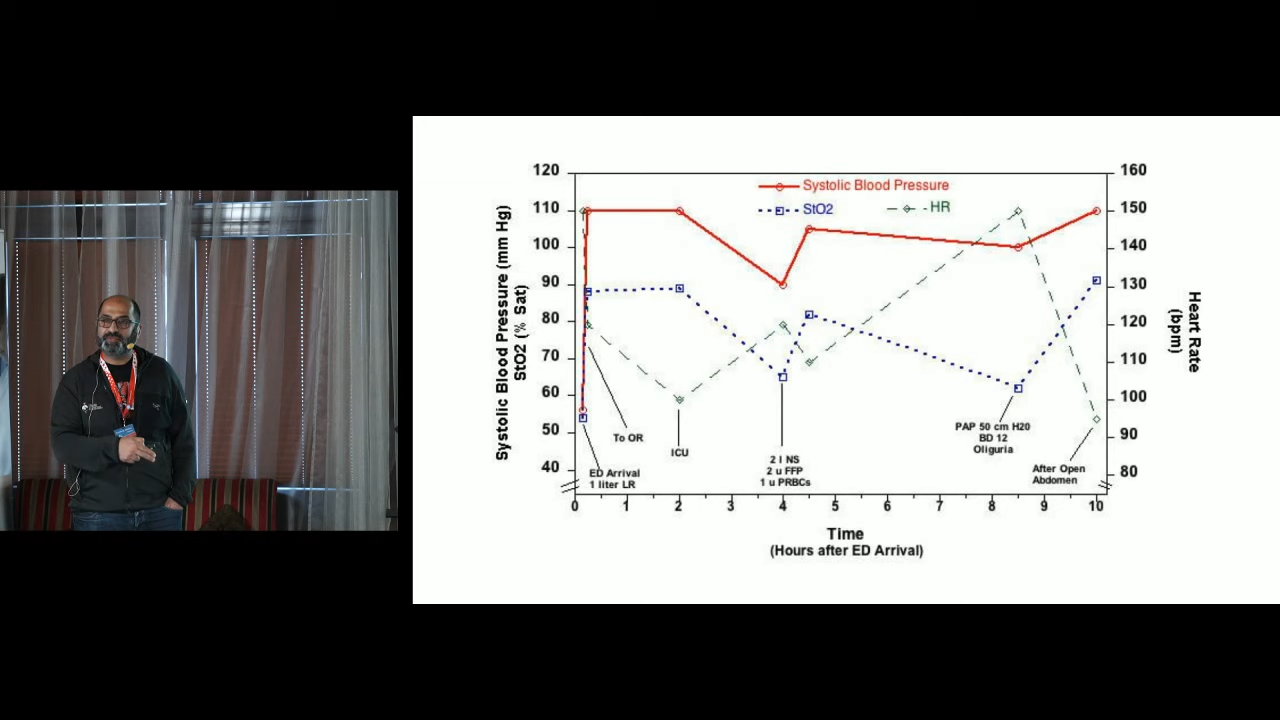 120
110
100
90
80
70
60
50
40
Systolic Blood Pressure (mm Hg)
StO2 (% Sat)
160
150
140
130
120
110
100
90
80
Heart Rate
(bpm)
Systolic Blood Pressure
StO2
HR
To OR
ED Arrival
1 liter LR
ICU
2 l NS
2 u FFP
1 u PRBCs
PAP 50 cm H20
BD 12
Oliguria
After Open
Abdomen
0 1 2 3 4 5 6 7 8 9 10
Time
(Hours after ED Arrival)